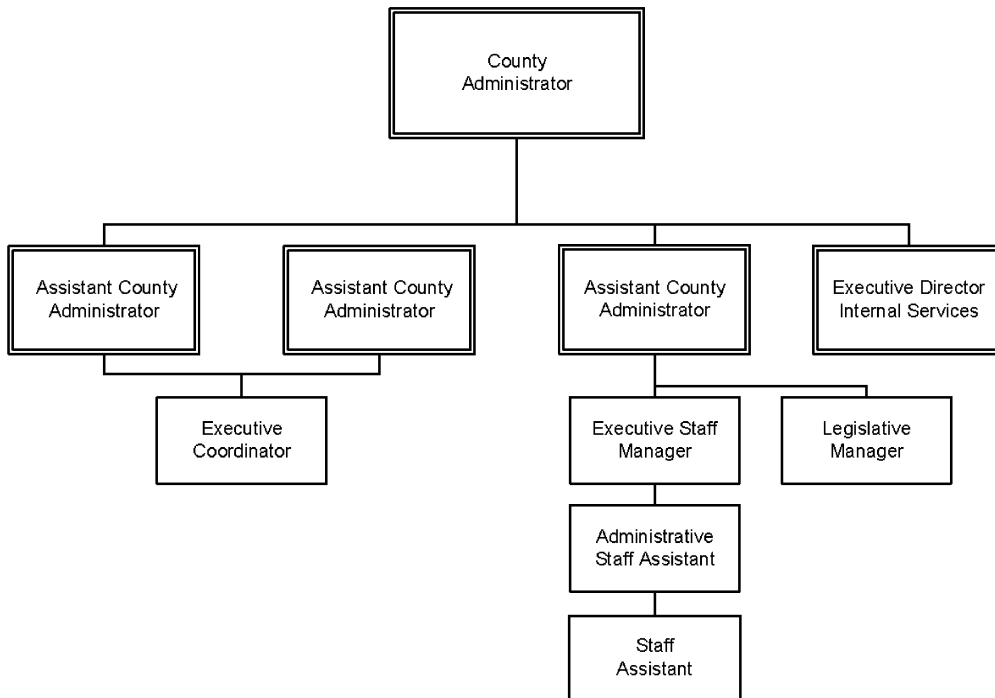 County
Administrator
Assistant County
Administrator
Assistant County
Administrator
Assistant County
Administrator
Executive Director
Internal Services
Executive
Coordinator
Executive Staff
Manager
Legislative
Manager
Administrative
Staff Assistant
Staff
Assistant